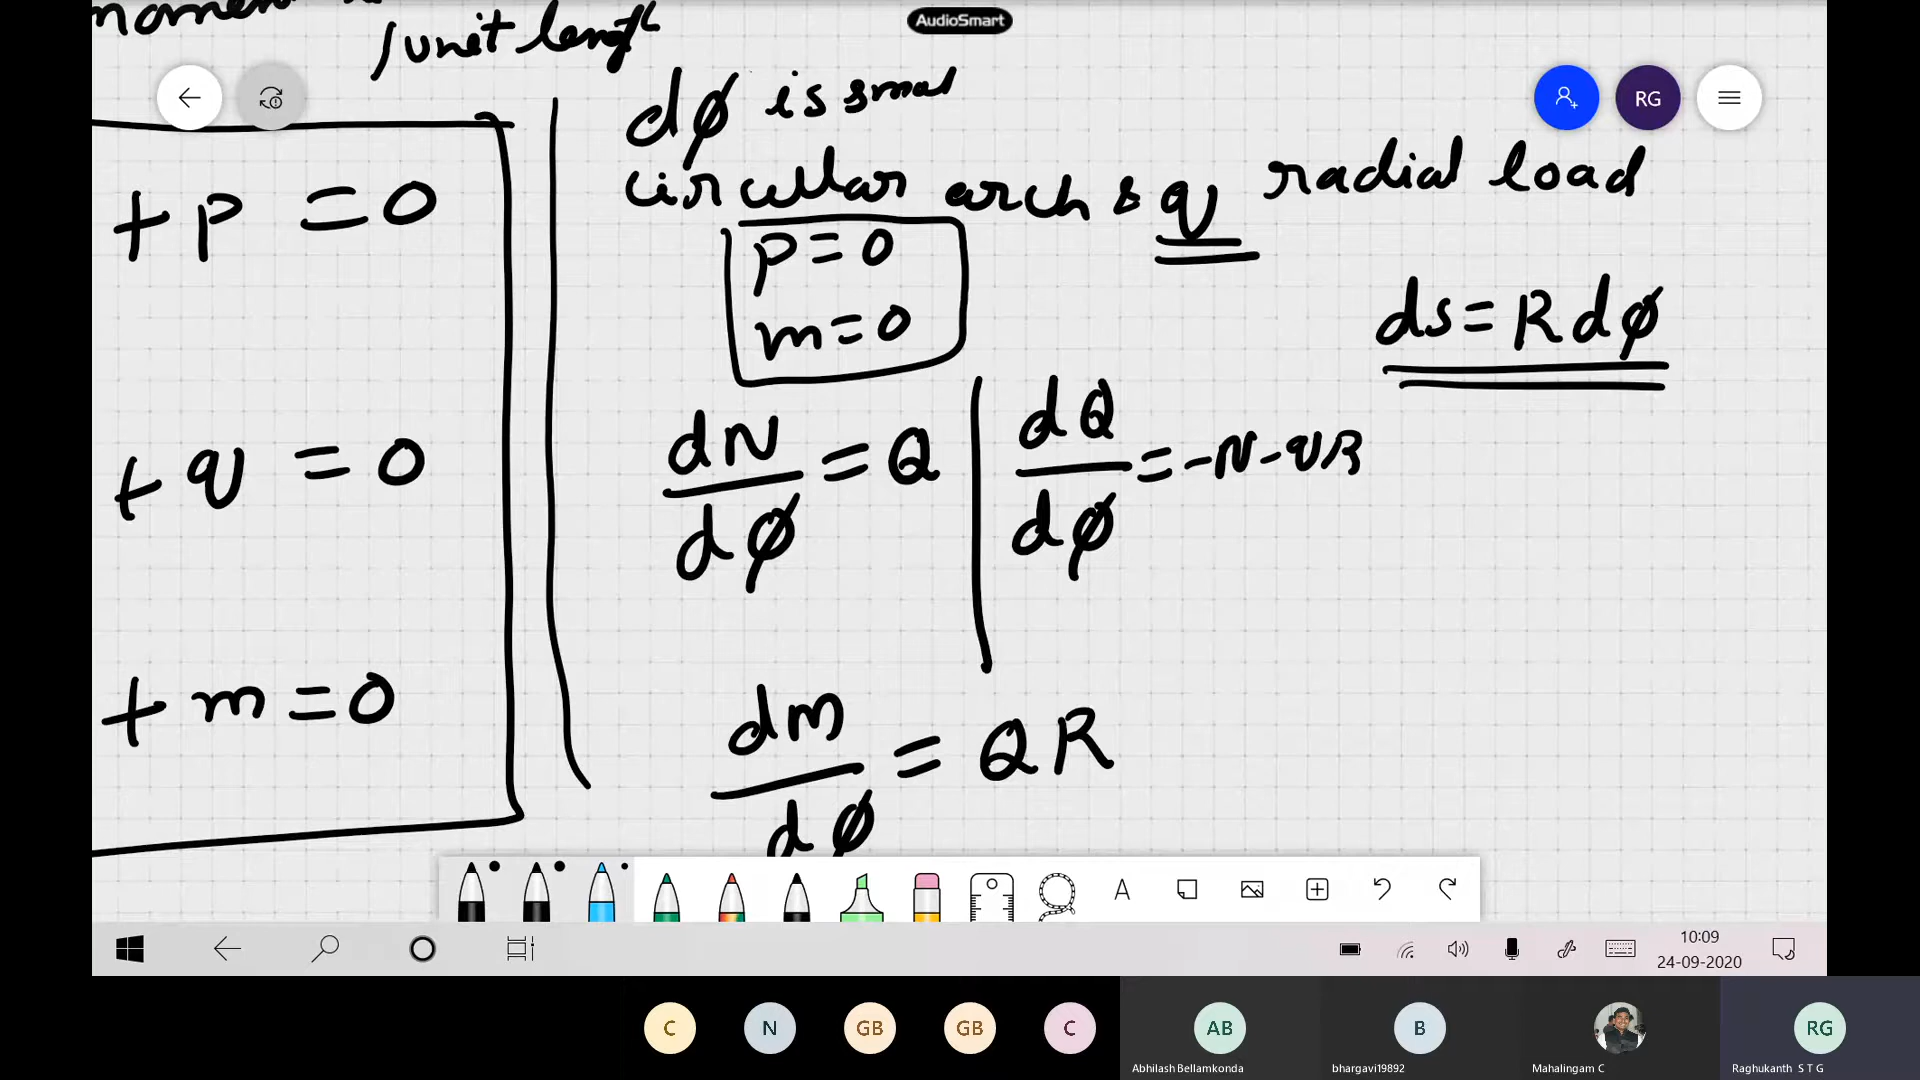 /unit length
AudioSmart
dϕ is small
RG
circular arch & q radial load
+ p = 0
p = 0
m = 0
ds = R dϕ
dN/dϕ = Q
dQ/dϕ = -N - qR
+ q = 0
+ m = 0
dM/dϕ = QR
A
10:09
24-09-2020
C
N
GB
GB
C
AB
B
RG
Abhilash Bellamkonda
bhargavi19892
Mahalingam C
Raghukanth S T G